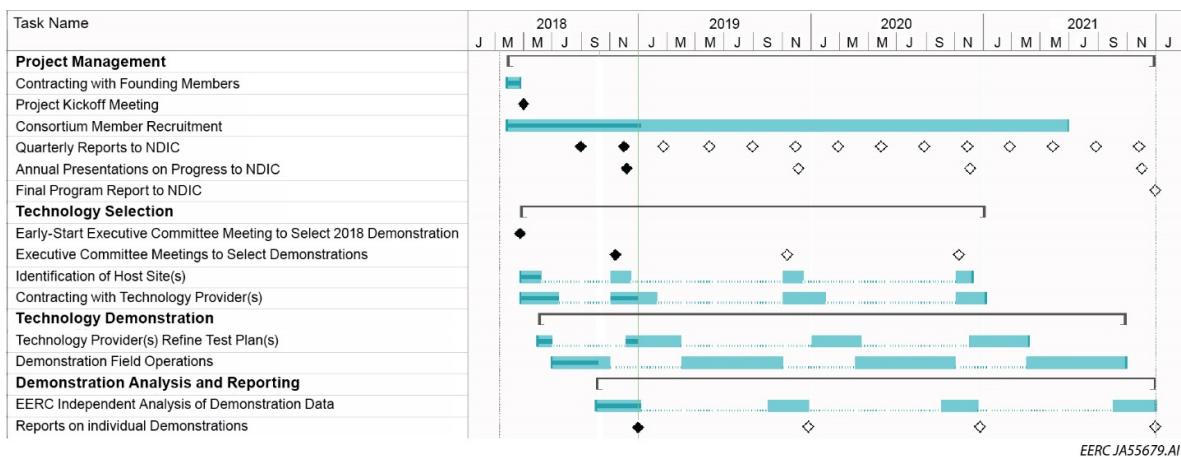 Task Name 2018 2019 2020 2021
J M M J S N J M M J S N J M M J S N J M M J S N J
Project Management
Contracting with Founding Members
Project Kickoff Meeting
Consortium Member Recruitment
Quarterly Reports to NDIC
Annual Presentations on Progress to NDIC
Final Program Report to NDIC
Technology Selection
Early-Start Executive Committee Meeting to Select 2018 Demonstration
Executive Committee Meetings to Select Demonstrations
Identification of Host Site(s)
Contracting with Technology Provider(s)
Technology Demonstration
Technology Provider(s) Refine Test Plan(s)
Demonstration Field Operations
Demonstration Analysis and Reporting
EERC Independent Analysis of Demonstration Data
Reports on individual Demonstrations
EERC JA55679.AI